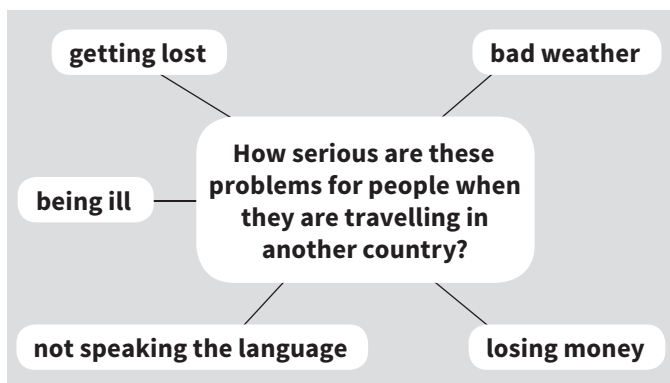 getting lost
bad weather
How serious are these
problems for people when
they are travelling in
another country?
being ill
not speaking the language
losing money